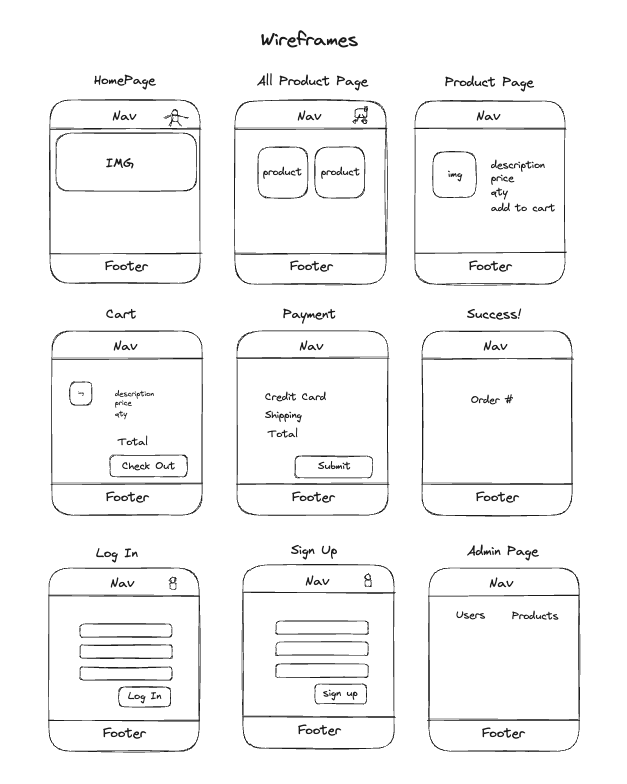 Wireframes
HomePage
Nav
IMG
Footer
All Product Page
Nav
product
product
Footer
Product Page
Nav
img
description
price
qty
add to cart
Footer
Cart
Nav
description
price
qty
Total
Check Out
Footer
Payment
Nav
Credit Card
Shipping
Total
Submit
Footer
Success!
Nav
Order #
Footer
Log In
Nav
Log In
Footer
Sign Up
Nav
Sign up
Footer
Admin Page
Nav
Users
Products
Footer